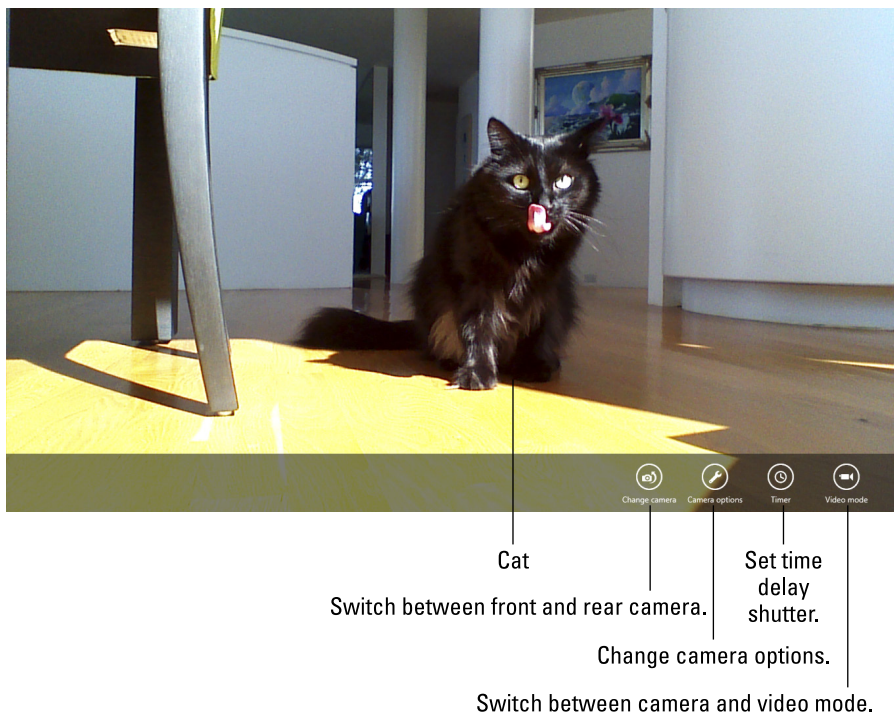 Change camera
Camera options
Timer
Video mode
Cat
Set time
delay
shutter.
Switch between front and rear camera.
Change camera options.
Switch between camera and video mode.